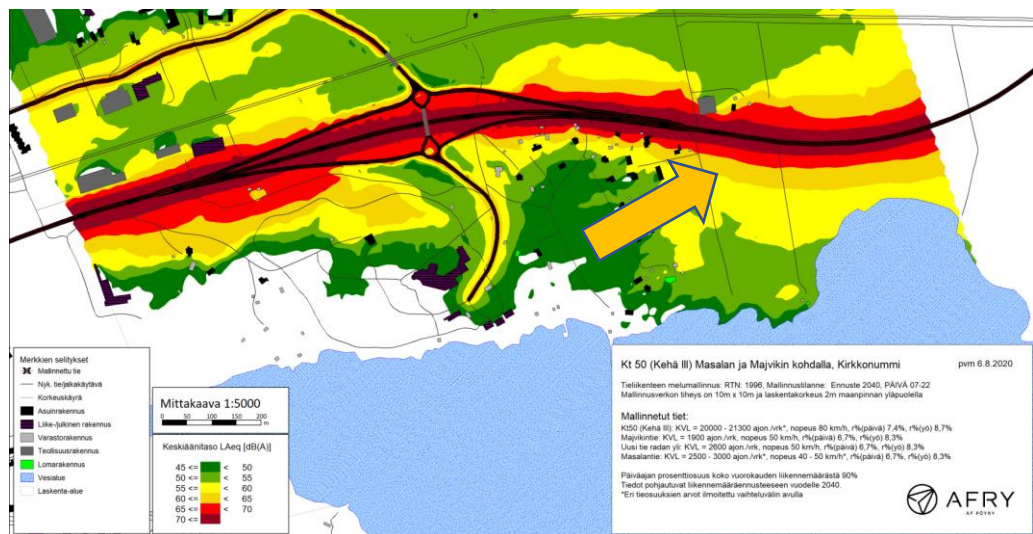 Merkkien selitykset
Mallinnettu tie
Nyk. tie/jalkakäytävä
Korkeuskäyrä
Asuinrakennus
Liike-/julkinen rakennus
Varastorakennus
Teollisuusrakennus
Lomarakennus
Vesialue
Laskenta-alue
Mittakaava 1:5000
0 50 100 150 200
m
Keskiäänitaso LAeq [dB(A)]
45 <= < 50
50 <= < 55
55 <= < 60
60 <= < 65
65 <= < 70
70 <=
Kt 50 (Kehä III) Masalan ja Majvikin kohdalla, Kirkkonummi pvm 6.8.2020
Tieliikenteen melumallinnus: RTN: 1996, Mallinnustilanne: Ennuste 2040, PÄIVÄ 07-22
Mallinnusverkon tiheys on 10m x 10m ja laskentakorkeus 2m maanpinnan yläpuolella
Mallinnetut tiet:
Kt50 (Kehä III): KVL = 20000 - 21300 ajon./vrk*, nopeus 80 km/h, r%(päivä) 7,4%, r%(yö) 8,7%
Majvikintie: KVL = 1900 ajon./vrk, nopeus 50 km/h, r%(päivä) 6,7%, r%(yö) 8,3%
Uusi tie radan yli: KVL = 2600 ajon./vrk, nopeus 50 km/h, r%(päivä) 6,7%, r%(yö) 8,3%
Masalantie: KVL = 2500 - 3000 ajon./vrk*, nopeus 40 - 50 km/h*, r%(päivä) 6,7%, r%(yö) 8,3%
Päiväajan prosenttiosuus koko vuorokauden liikennemäärästä 90%
Tiedot pohjautuvat liikennemääräennusteeseen vuodelle 2040.
*Eri tieosuuksien arvot ilmoitettu vaihteluvälin avulla
AFRY
ÅF PÖYRY